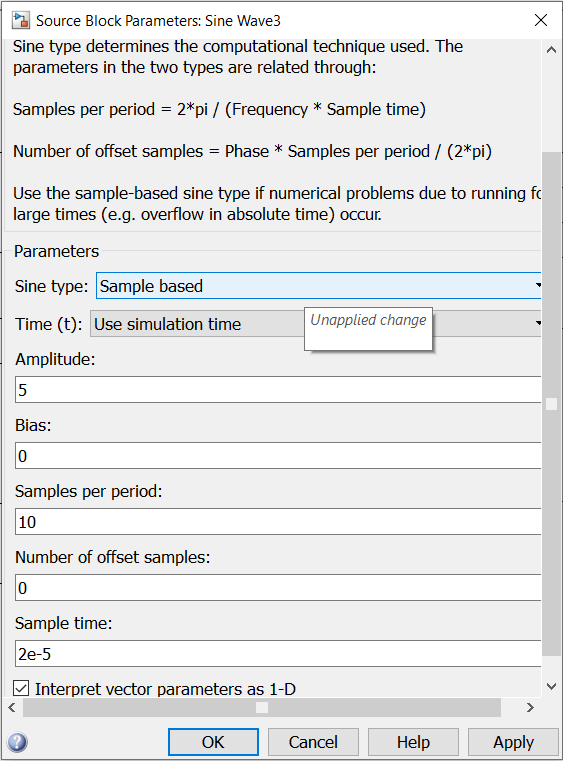 Source Block Parameters: Sine Wave3
Sine type determines the computational technique used. The
parameters in the two types are related through:
Samples per period = 2*pi / (Frequency * Sample time)
Number of offset samples = Phase * Samples per period / (2*pi)
Use the sample-based sine type if numerical problems due to running fo
large times (e.g. overflow in absolute time) occur.
Parameters
Sine type: Sample based
Time (t): Use simulation time
Unapplied change
Amplitude:
5
Bias:
0
Samples per period:
10
Number of offset samples:
0
Sample time:
2e-5
Interpret vector parameters as 1-D
OK Cancel Help Apply